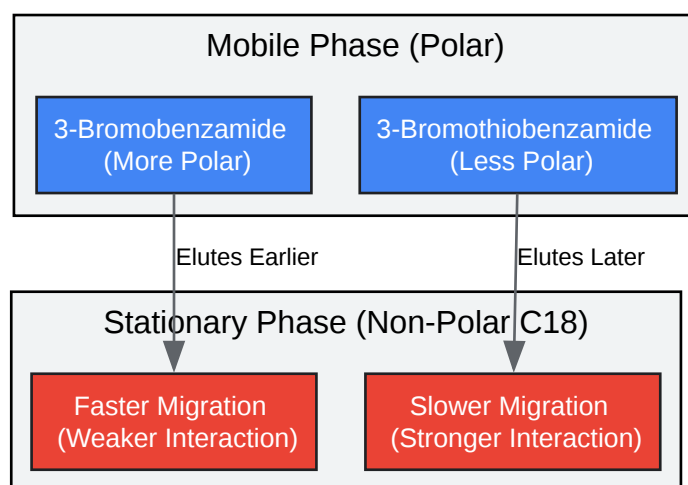 Mobile Phase (Polar)
3-Bromobenzamide
(More Polar)
3-Bromothiobenzamide
(Less Polar)
Elutes Earlier
Elutes Later
Stationary Phase (Non-Polar C18)
Faster Migration
(Weaker Interaction)
Slower Migration
(Stronger Interaction)